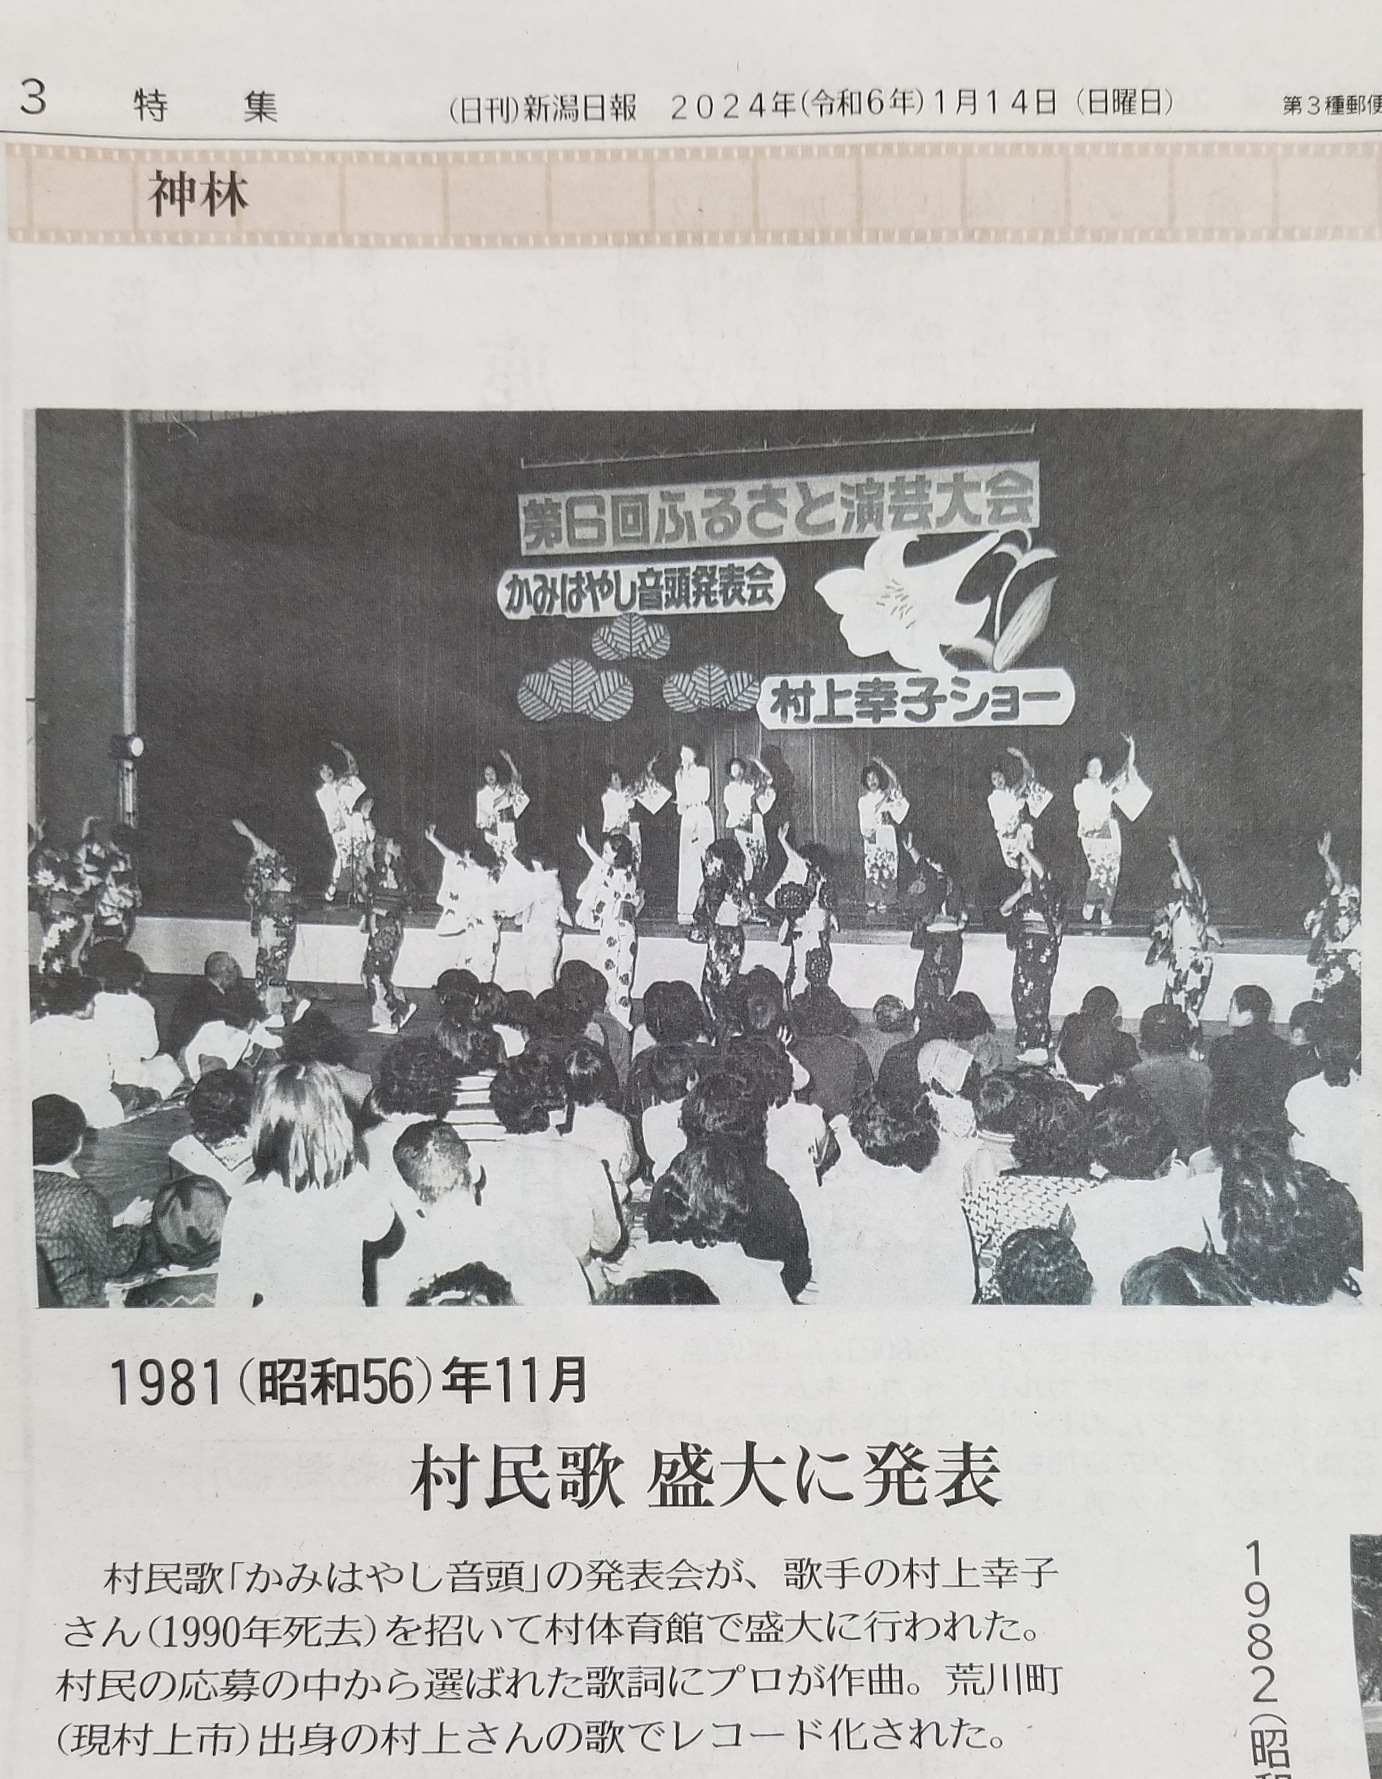 3 特集 (日刊)新潟日報 2024年(令和6年)1月14日(日曜日) 第3種郵便
神林
第6回ふるさと演芸大会
かみはやし音頭発表会
村上幸子ショー
1981(昭和56)年11月
村民歌 盛大に発表
村民歌「かみはやし音頭」の発表会が、歌手の村上幸子
さん(1990年死去)を招いて村体育館で盛大に行われた。
村民の応募の中から選ばれた歌詞にプロが作曲。荒川町
(現村上市)出身の村上さんの歌でレコード化された。
1982(昭